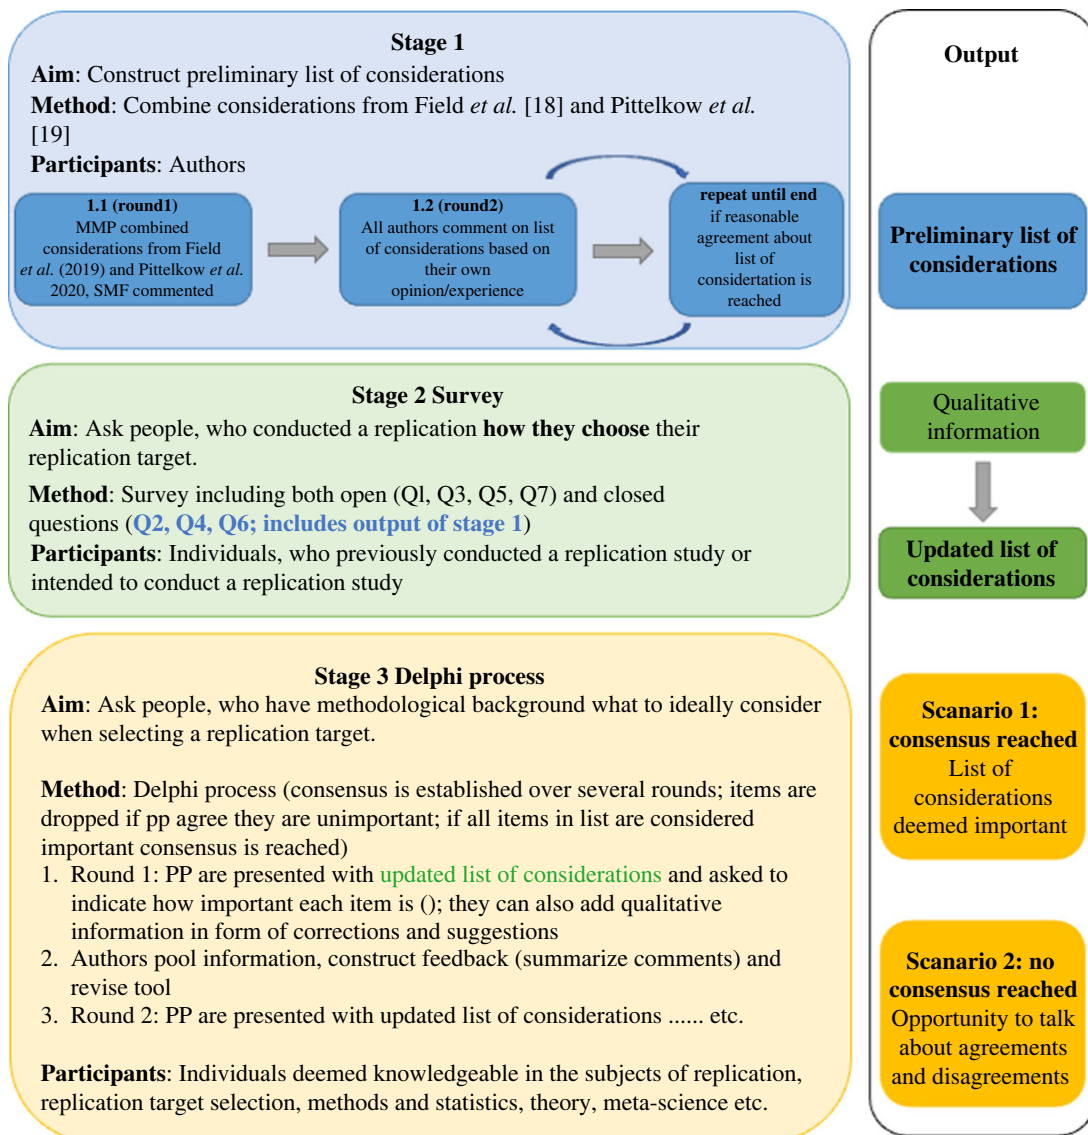 Stage 1
Aim: Construct preliminary list of considerations
Method: Combine considerations from Field et al. [18] and Pittelkow et al.
[19]
Participants: Authors
1.1 (round1)
MMP combined
considerations from Field
et al. (2019) and Pittelkow et al.
2020, SMF commented
1.2 (round2)
All authors comment on list
of considerations based on
their own
opinion/experience
repeat until end
if reasonable
agreement about
list of
considertation is
reached
Stage 2 Survey
Aim: Ask people, who conducted a replication how they choose their
replication target.
Method: Survey including both open (Ql, Q3, Q5, Q7) and closed
questions (Q2, Q4, Q6; includes output of stage 1)
Participants: Individuals, who previously conducted a replication study or
intended to conduct a replication study
Stage 3 Delphi process
Aim: Ask people, who have methodological background what to ideally consider
when selecting a replication target.
Method: Delphi process (consensus is established over several rounds; items are
dropped if pp agree they are unimportant; if all items in list are considered
important consensus is reached)
1. Round 1: PP are presented with updated list of considerations and asked to
indicate how important each item is (); they can also add qualitative
information in form of corrections and suggestions
2. Authors pool information, construct feedback (summarize comments) and
revise tool
3. Round 2: PP are presented with updated list of considerations ...... etc.
Participants: Individuals deemed knowledgeable in the subjects of replication,
replication target selection, methods and statistics, theory, meta-science etc.
Output
Preliminary list of
considerations
Qualitative
information
Updated list of
considerations
Scanario 1:
consensus reached
List of
considerations
deemed important
Scanario 2: no
consensus reached
Opportunity to talk
about agreements
and disagreements